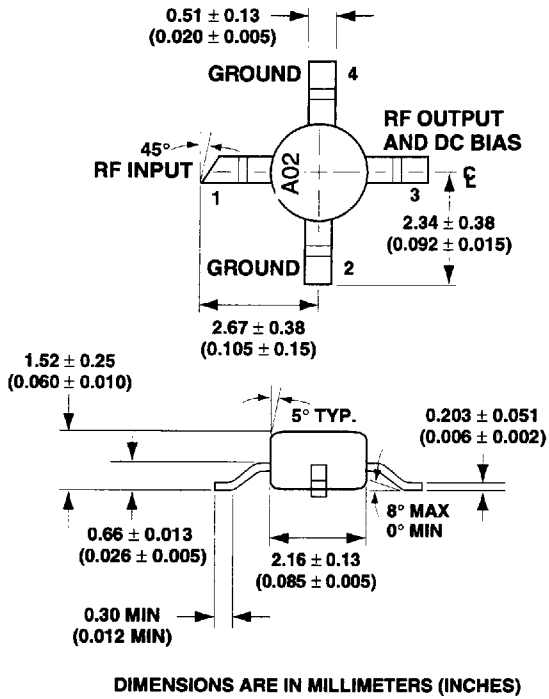 0.51 ± 0.13
(0.020 ± 0.005)
GROUND 4
RF OUTPUT
AND DC BIAS
45°
RF INPUT
A02
℄
1
3
2.34 ± 0.38
(0.092 ± 0.015)
GROUND 2
2.67 ± 0.38
(0.105 ± 0.15)
1.52 ± 0.25
(0.060 ± 0.010)
5° TYP.
0.203 ± 0.051
(0.006 ± 0.002)
8° MAX
0° MIN
0.66 ± 0.013
(0.026 ± 0.005)
2.16 ± 0.13
(0.085 ± 0.005)
0.30 MIN
(0.012 MIN)
DIMENSIONS ARE IN MILLIMETERS (INCHES)